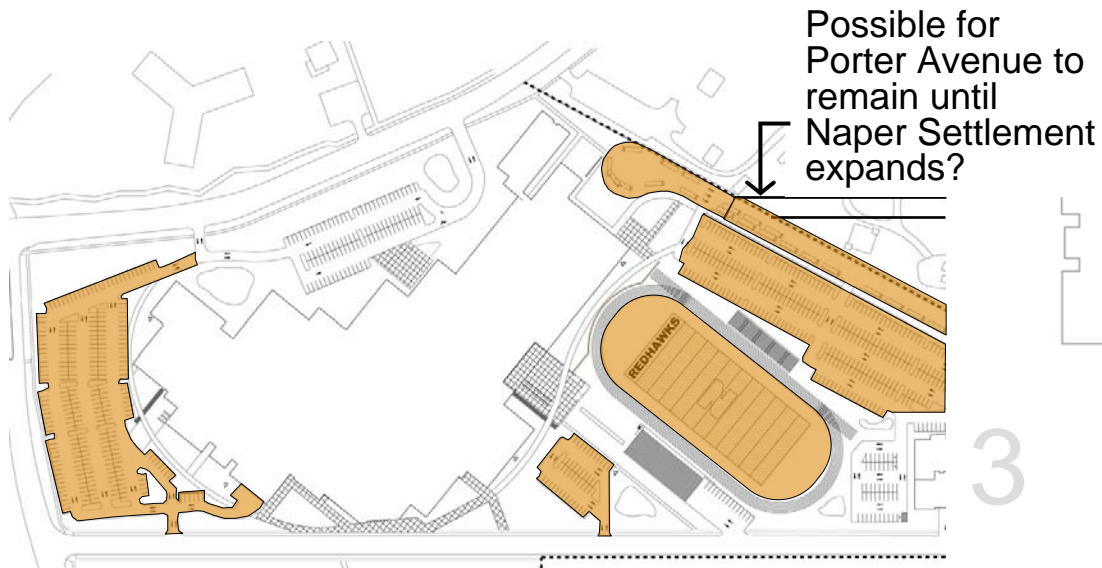 Possible for
Porter Avenue to
remain until
Naper Settlement
expands?
REDHAWKS
3